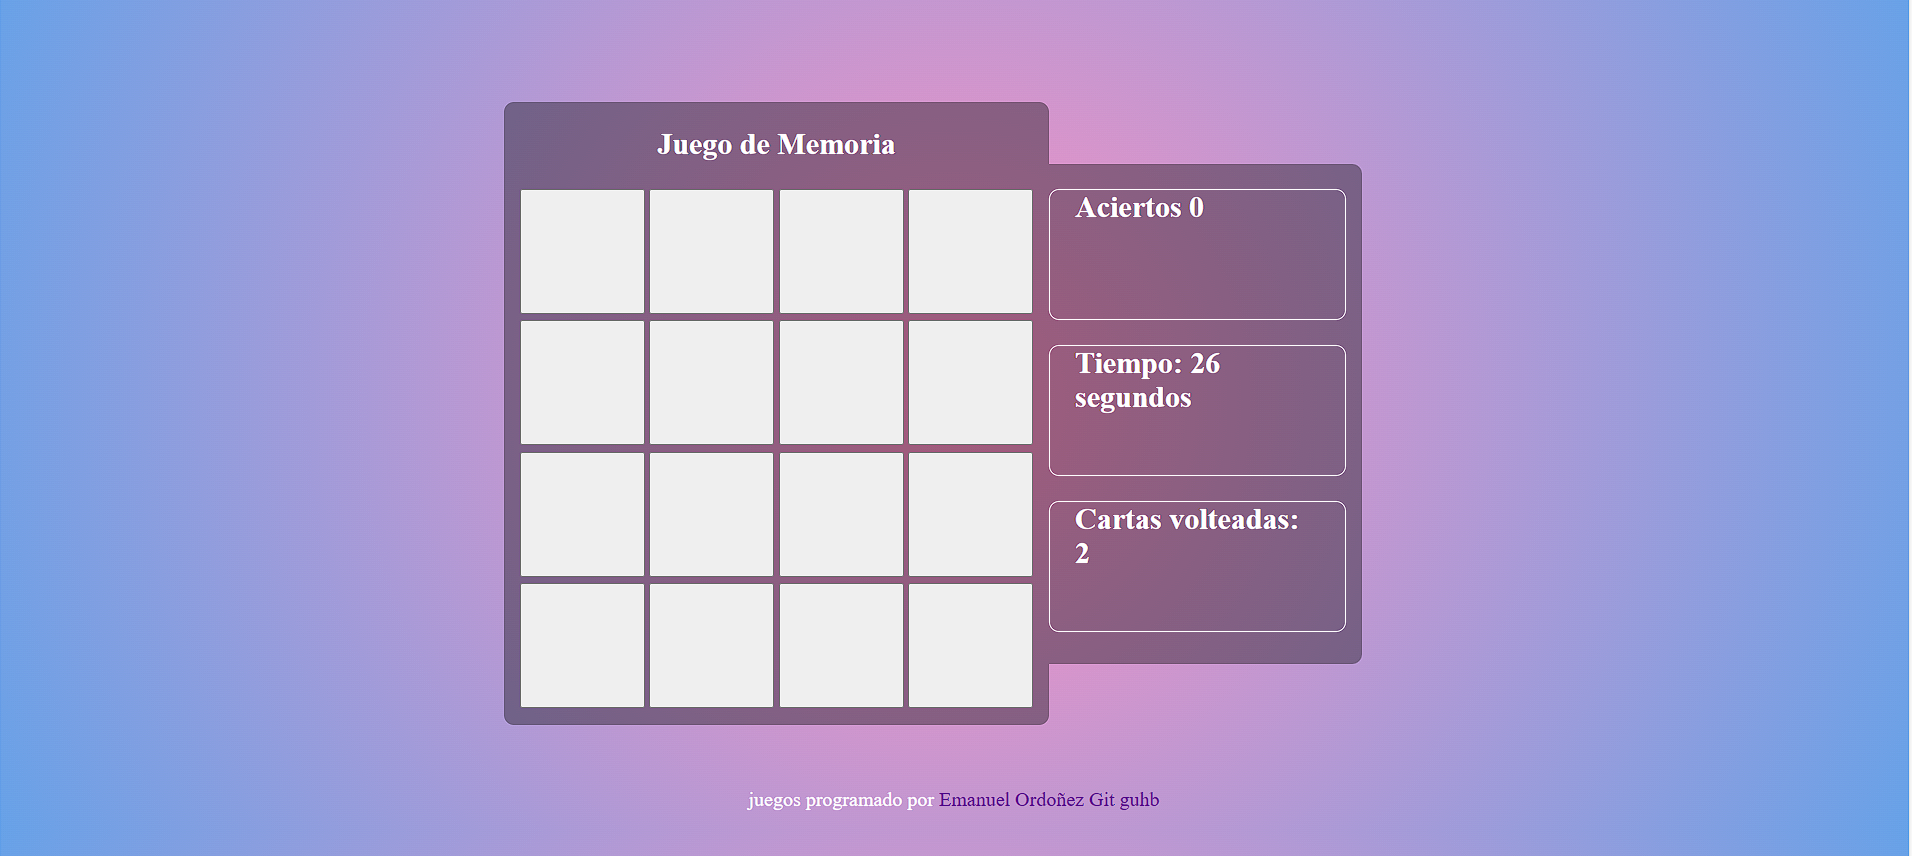 Juego de Memoria
Aciertos 0
Tiempo: 26
segundos
Cartas volteadas:
2
juegos programado por Emanuel Ordoñez Git guhb